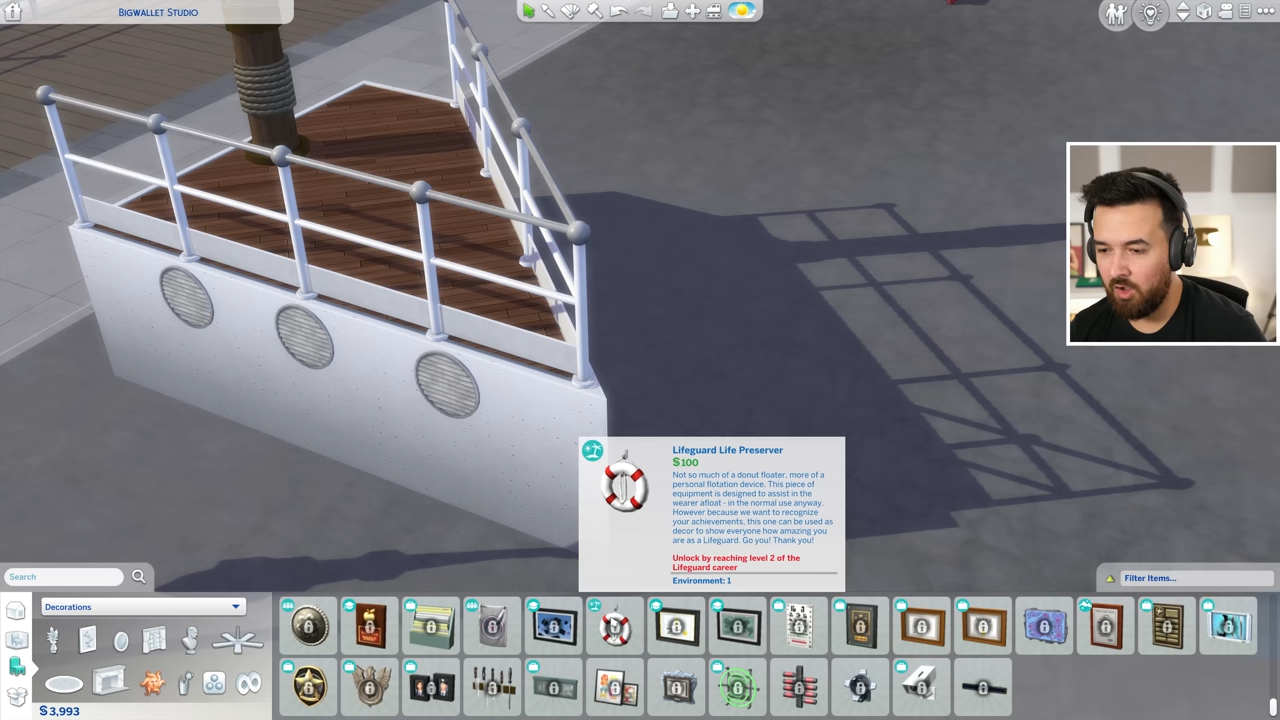 BIGWALLET STUDIO
Lifeguard Life Preserver
§100
Not so much of a donut floater, more of a
personal flotation device. This piece of
equipment is designed to assist in the
wearer afloat - in the normal use anyway.
However because we want to recognize
your achievements, this one can be used as
decor to show everyone how amazing you
are as a Lifeguard. Go you! Thank you!
Unlock by reaching level 2 of the
Lifeguard career
Environment: 1
Search
Filter Items...
Decorations
§3,993